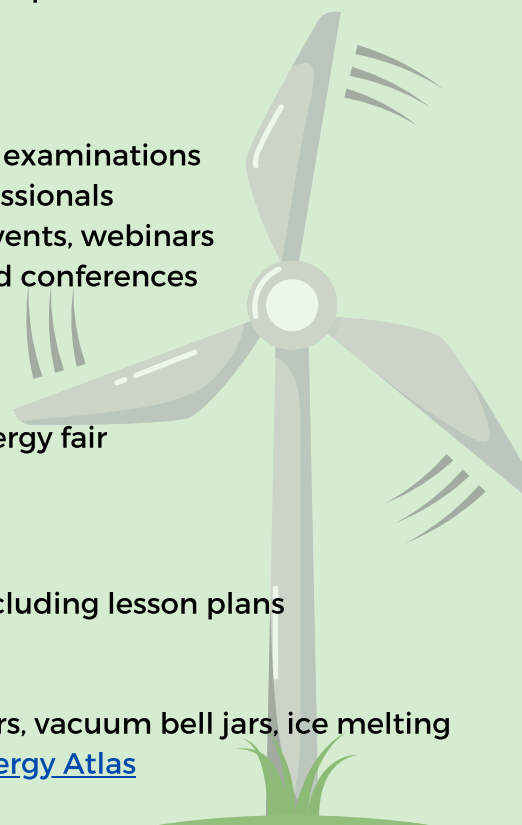 examinations
ssionals
vents, webinars
d conferences
ergy fair
cluding lesson plans
rs, vacuum bell jars, ice melting
ergy Atlas